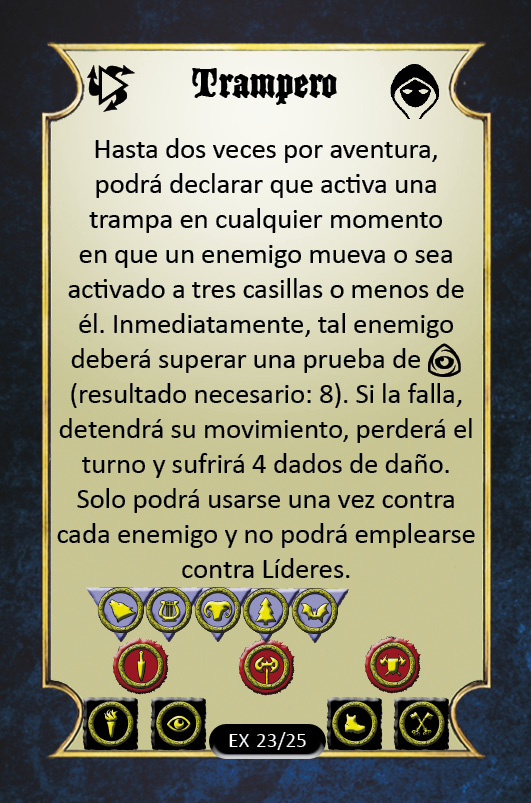 Trampero
Hasta dos veces por aventura,
podrá declarar que activa una
trampa en cualquier momento
en que un enemigo mueva o sea
activado a tres casillas o menos de
él. Inmediatamente, tal enemigo
deberá superar una prueba de
(resultado necesario: 8). Si la falla,
detendrá su movimiento, perderá el
turno y sufrirá 4 dados de daño.
Solo podrá usarse una vez contra
cada enemigo y no podrá emplearse
contra Líderes.
EX 23/25